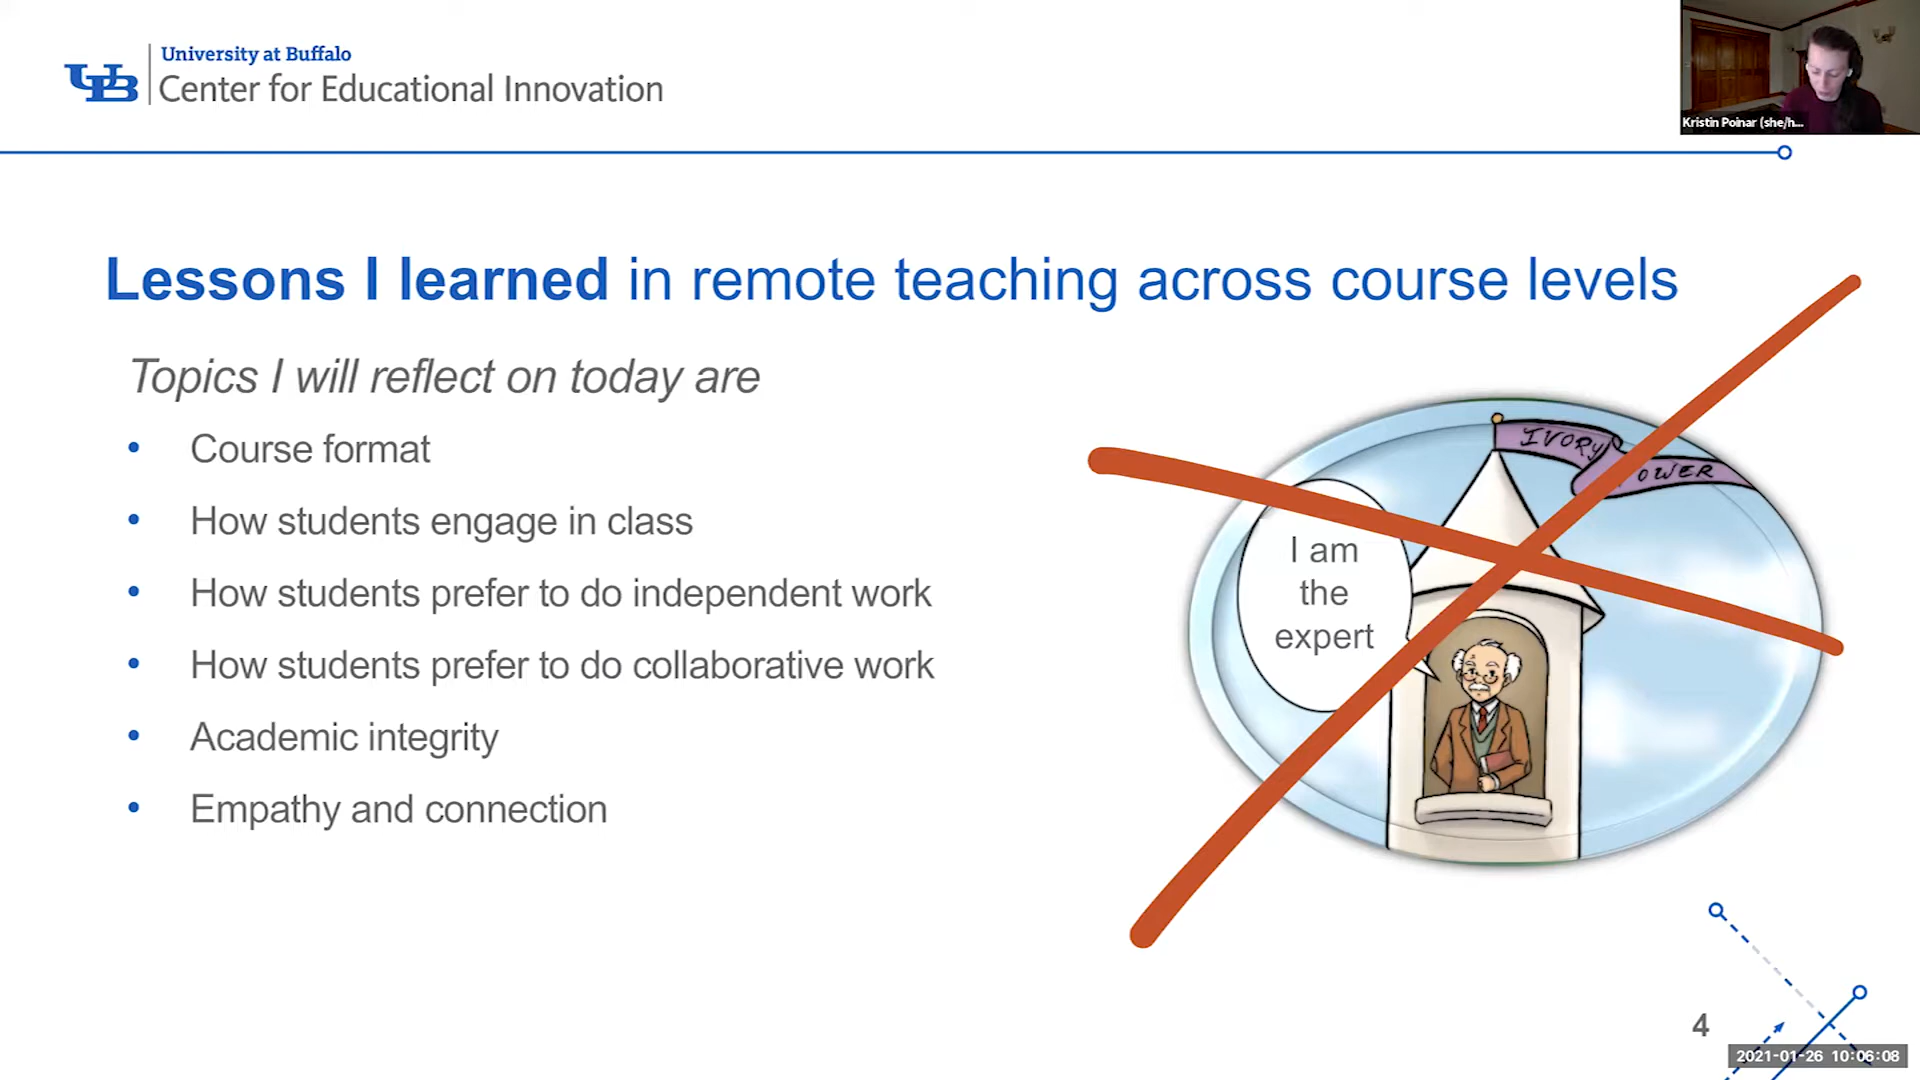 University at Buffalo
UB
Center for Educational Innovation
Kristin Poinar (she/h...
Lessons I learned in remote teaching across course levels
Topics I will reflect on today are
• Course format
• How students engage in class
• How students prefer to do independent work
• How students prefer to do collaborative work
• Academic integrity
• Empathy and connection
IVORY
OWER
I am
the
expert
4
2021-01-26 10:06:08